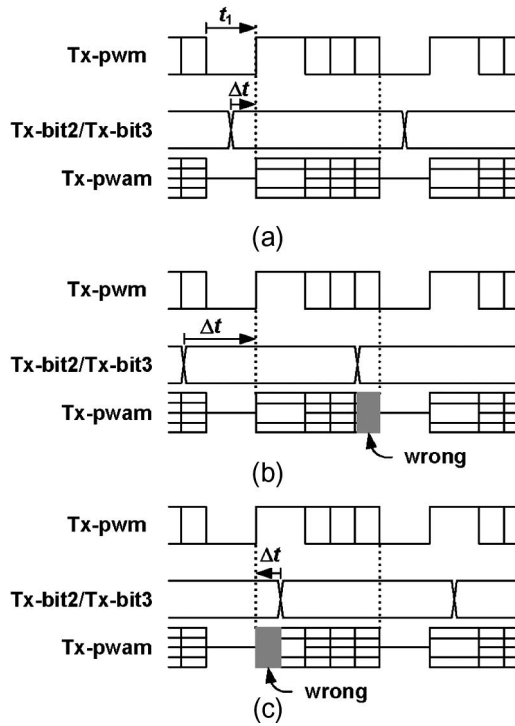 t1
Tx-pwm
Δt
Tx-bit2/Tx-bit3
Tx-pwam
(a)
Tx-pwm
Δt
Tx-bit2/Tx-bit3
Tx-pwam
wrong
(b)
Tx-pwm
Δt
Tx-bit2/Tx-bit3
Tx-pwam
wrong
(c)